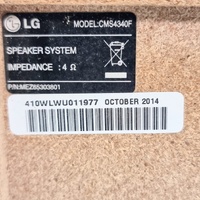 LG MODEL:CMS4340F
SPEAKER SYSTEM
IMPEDANCE : 4 Ω
P/N:MEZ65303801
410WLWU011977 OCTOBER 2014